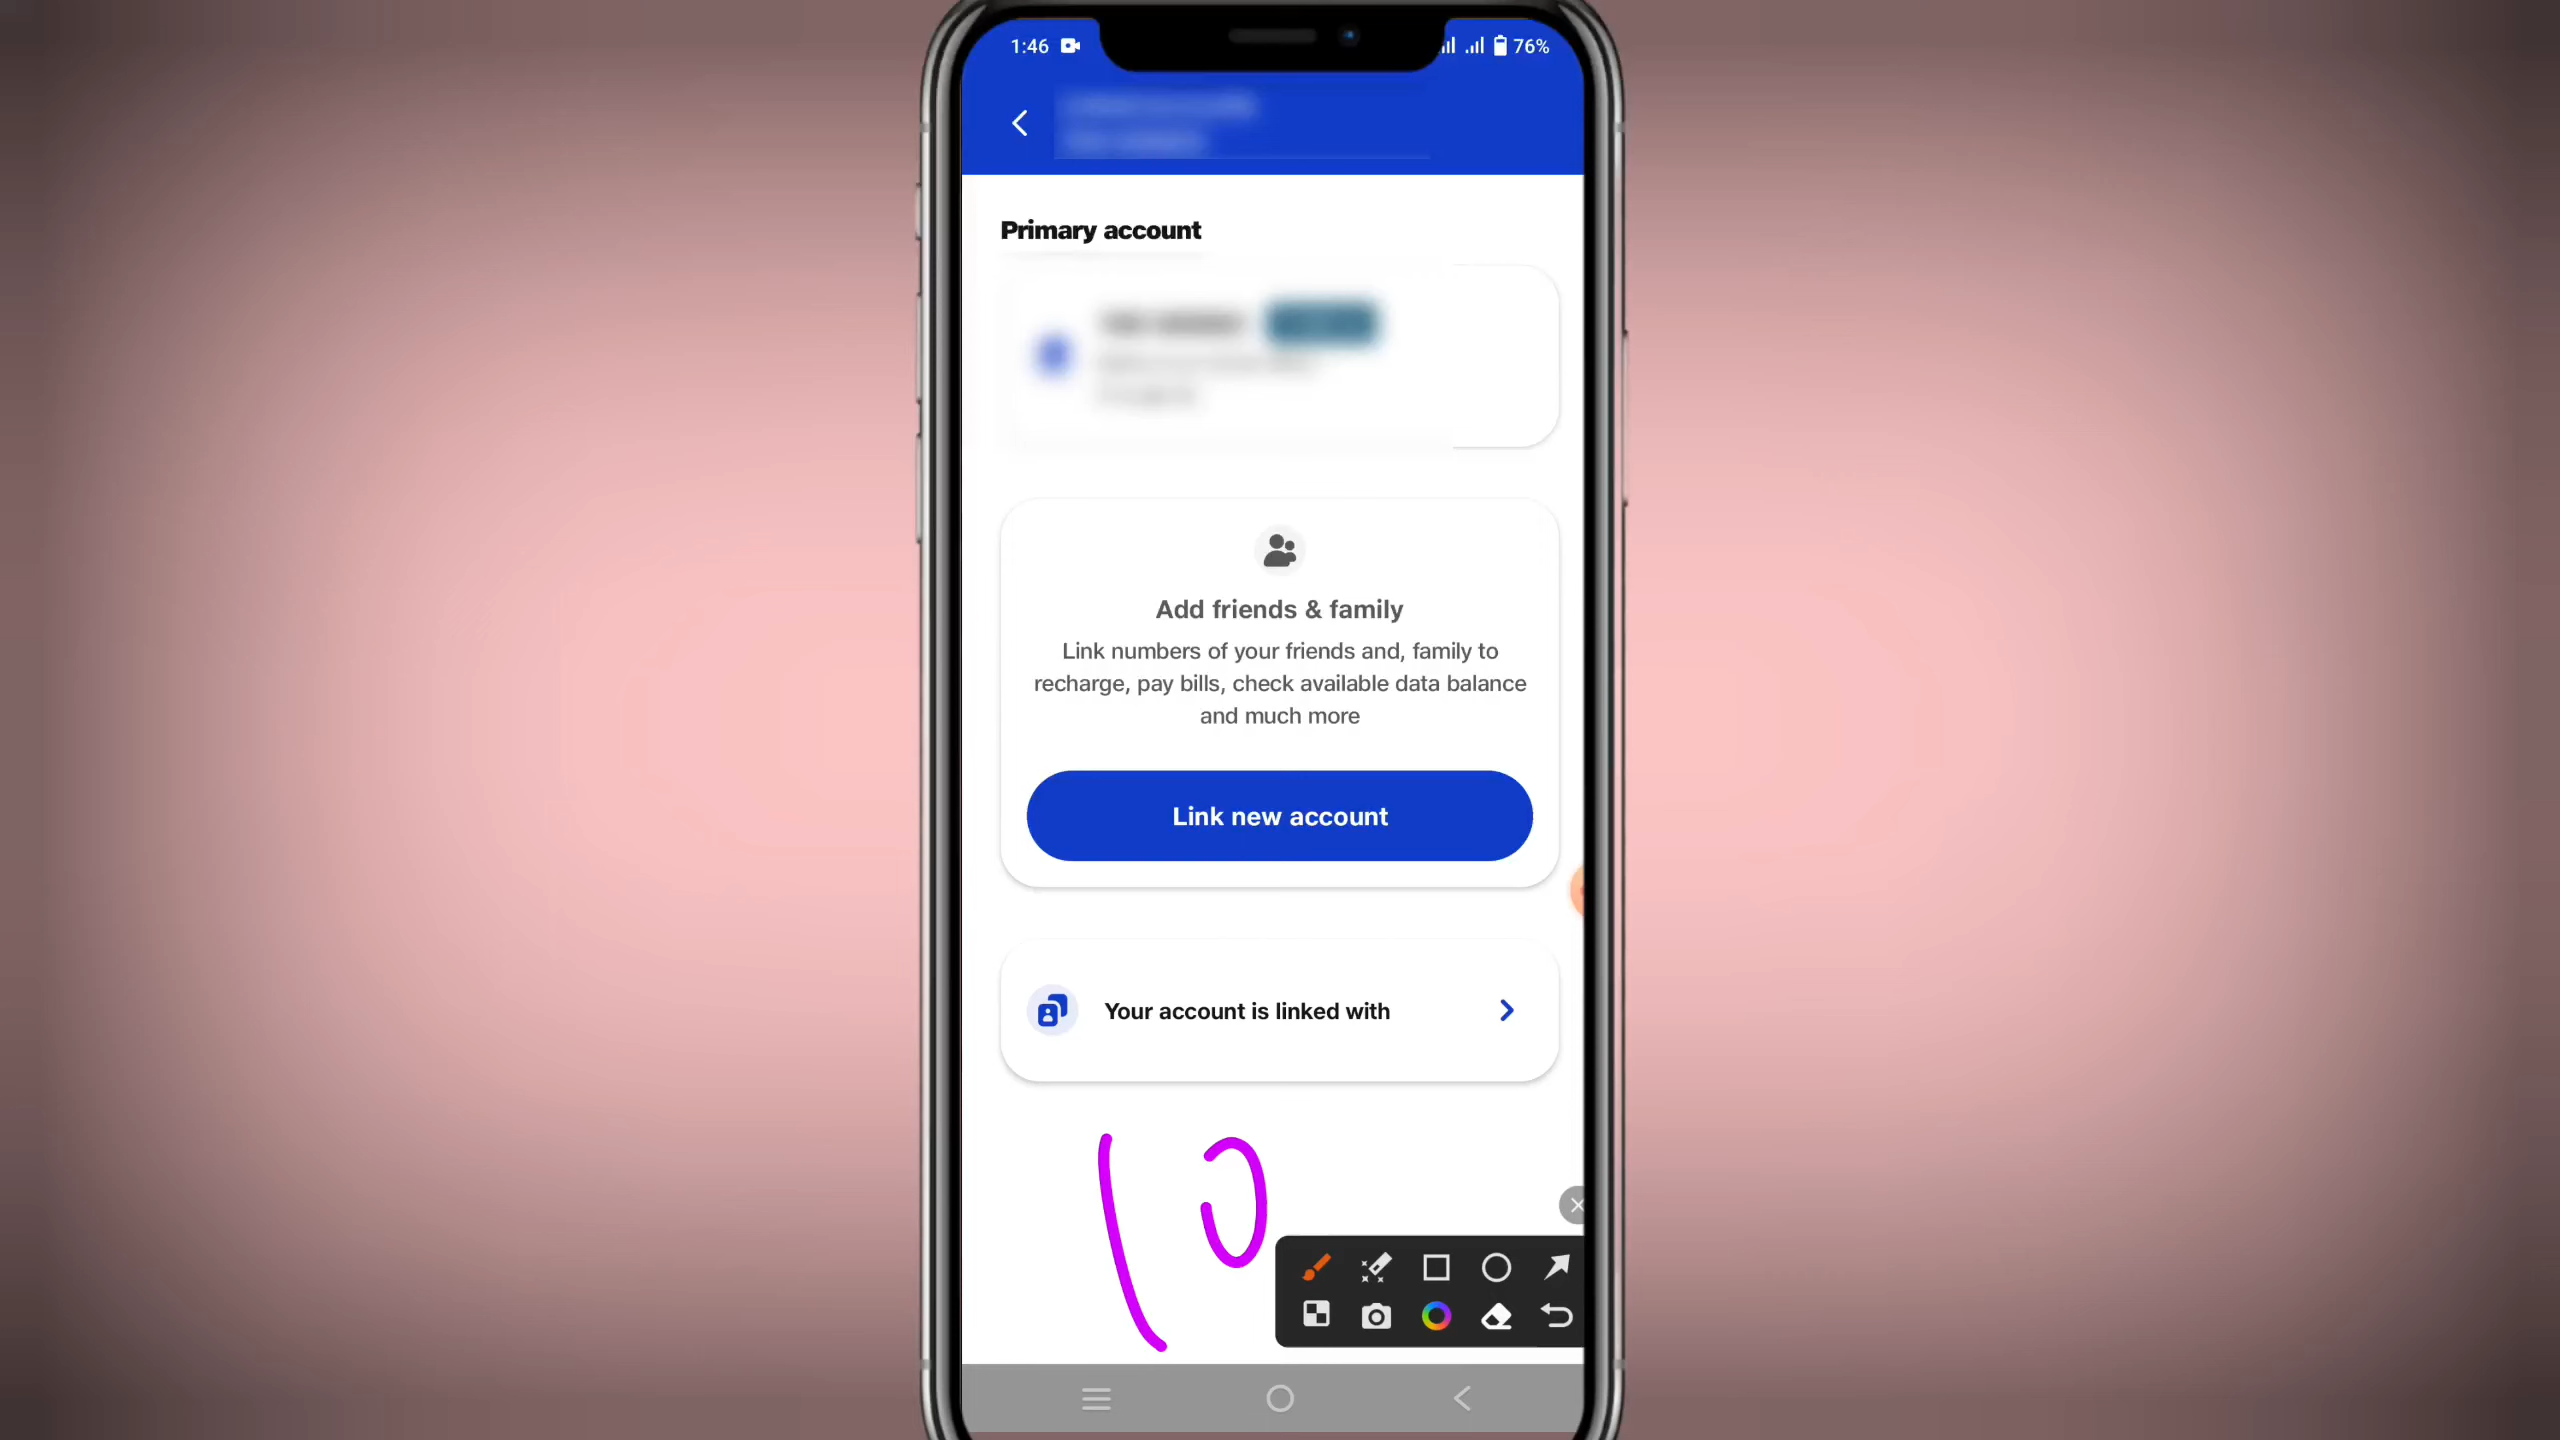 1:46
76%
Primary account
Add friends & family
Link numbers of your friends and, family to
recharge, pay bills, check available data balance
and much more
Link new account
Your account is linked with
10